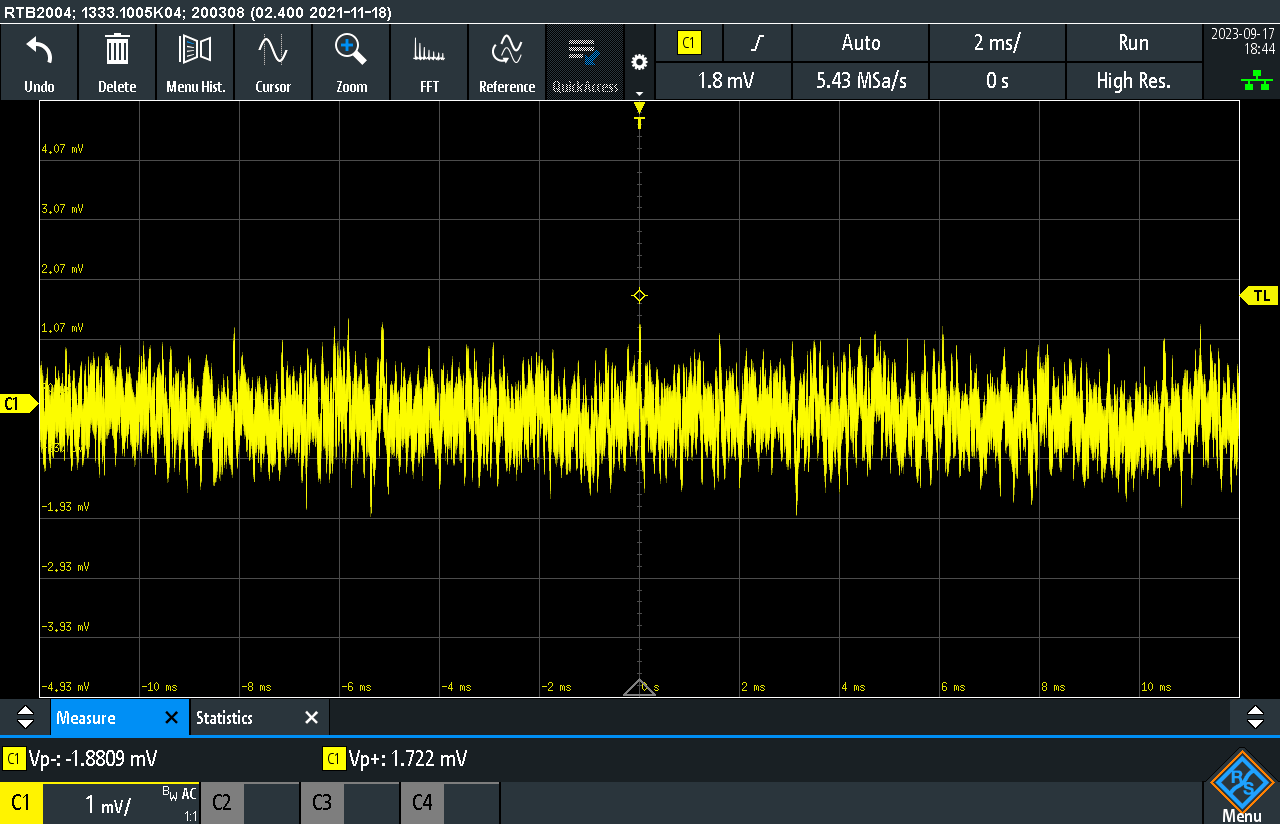 RTB2004; 1333.1005K04; 200308 (02.400 2021-11-18)
Undo
Delete
Menu Hist.
Cursor
Zoom
FFT
Reference
QuickAccess
C1
Auto
2 ms/
Run
1.8 mV
5.43 MSa/s
0 s
High Res.
2023-09-17
18:44
T
4.07 mV
3.07 mV
2.07 mV
TL
1.07 mV
C1
-1.93 mV
-2.93 mV
-3.93 mV
-4.93 mV
-10 ms
-8 ms
-6 ms
-4 ms
-2 ms
0 s
2 ms
4 ms
6 ms
8 ms
10 ms
Measure
Statistics
C1 Vp-: -1.8809 mV
C1 Vp+: 1.722 mV
C1
1 mV/
BW AC
1:1
C2
C3
C4
R S
Menu